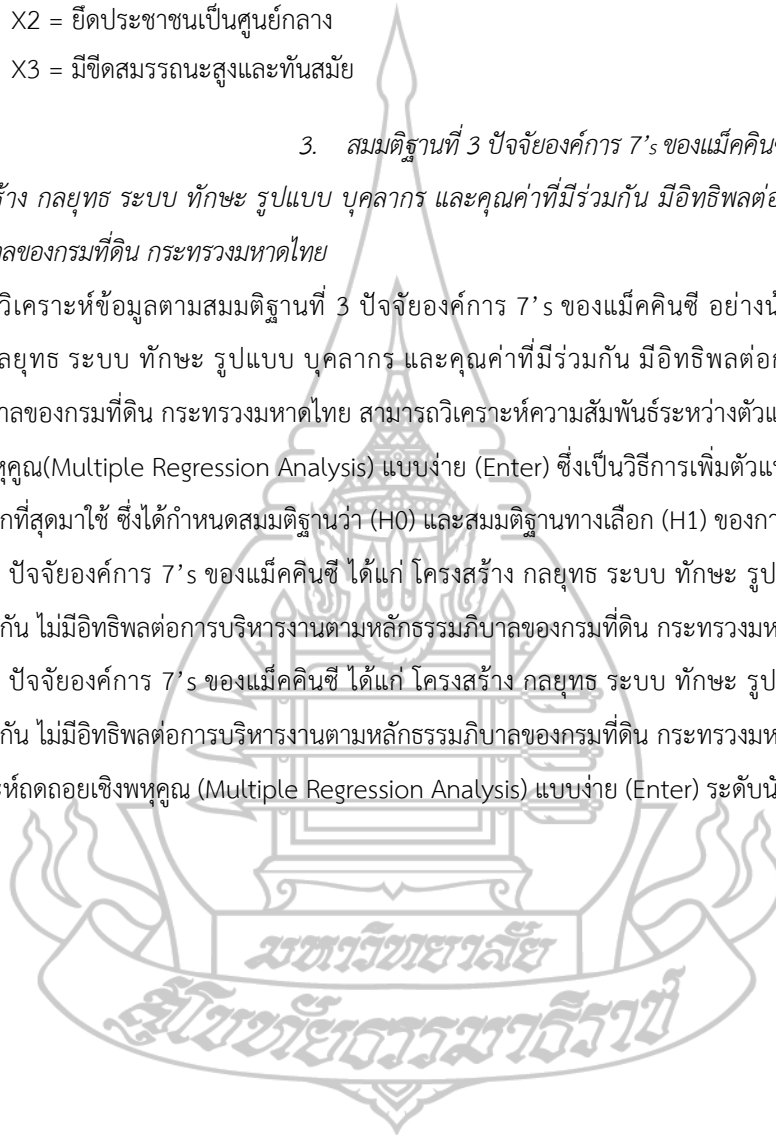 X2 = ยึดประชาชนเป็นศูนย์กลาง
X3 = มีขีดสมรรถนะสูงและทันสมัย
3. สมมติฐานที่ 3 ปัจจัยองค์การ 7's ของแม็คคินซ
กลยุทธ ระบบ ทักษะ รูปแบบ บุคลากร และคุณค่าที่มีร่วมกัน มีอิทธิพลต่อ
ของกรมที่ดิน กระทรวงมหาดไทย
วิเคราะห์ข้อมูลตามสมมติฐานที่ 3 ปัจจัยองค์การ 7's ของแม็คคินซี
ลยุทธ ระบบ ทักษะ รูปแบบ บุคลากร และคุณค่าที่มีร่วมกัน มีอิทธิพลต่อ
าลของกรมที่ดิน กระทรวงมหาดไทย สามารถวิเคราะห์ความสัมพันธ์ระหว่างตัวแ
หุคูณ(Multiple Regression Analysis) แบบง่าย (Enter) ซึ่งเป็นวิธีการเพิ่มตัวแ
กที่สุดมาใช้ ซึ่งได้กำหนดสมมติฐานว่า (H0) และสมมติฐานทางเลือก (H1) ของกา
ปัจจัยองค์การ 7's ของแม็คคินซี ได้แก่ โครงสร้าง กลยุทธ ระบบ ทักษะ รูป
กัน ไม่มีอิทธิพลต่อการบริหารงานตามหลักธรรมภิบาลของกรมที่ดิน กระทรวงมห
ปัจจัยองค์การ 7's ของแม็คคินซี ได้แก่ โครงสร้าง กลยุทธ ระบบ ทักษะ รูป
กัน ไม่มีอิทธิพลต่อการบริหารงานตามหลักธรรมภิบาลของกรมที่ดิน กระทรวงมห
ะห์ถดถอยเชิงพหุคูณ (Multiple Regression Analysis) แบบง่าย (Enter) ระดับน
มหาวิทยาลัย
สุโขทัยธรรมาธิราช